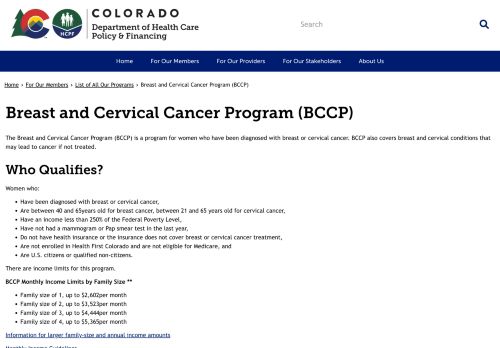 COLORADO
Department of Health Care
Policy & Financing
HCPF
Search
Home
For Our Members
For Our Providers
For Our Stakeholders
About Us
Home › For Our Members › List of All Our Programs › Breast and Cervical Cancer Program (BCCP)
Breast and Cervical Cancer Program (BCCP)
The Breast and Cervical Cancer Program (BCCP) is a program for women who have been diagnosed with breast or cervical cancer. BCCP also covers breast and cervical conditions that
may lead to cancer if not treated.
Who Qualifies?
Women who:
• Have been diagnosed with breast or cervical cancer,
• Are between 40 and 65years old for breast cancer, between 21 and 65 years old for cervical cancer,
• Have an income less than 250% of the Federal Poverty Level,
• Have not had a mammogram or Pap smear test in the last year,
• Do not have health insurance or the insurance does not cover breast or cervical cancer treatment,
• Are not enrolled in Health First Colorado and are not eligible for Medicare, and
• Are U.S. citizens or qualified non-citizens.
There are income limits for this program.
BCCP Monthly Income Limits by Family Size **
• Family size of 1, up to $2,602per month
• Family size of 2, up to $3,523per month
• Family size of 3, up to $4,444per month
• Family size of 4, up to $5,365per month
Information for larger family-size and annual income amounts
Monthly Income Guidelines